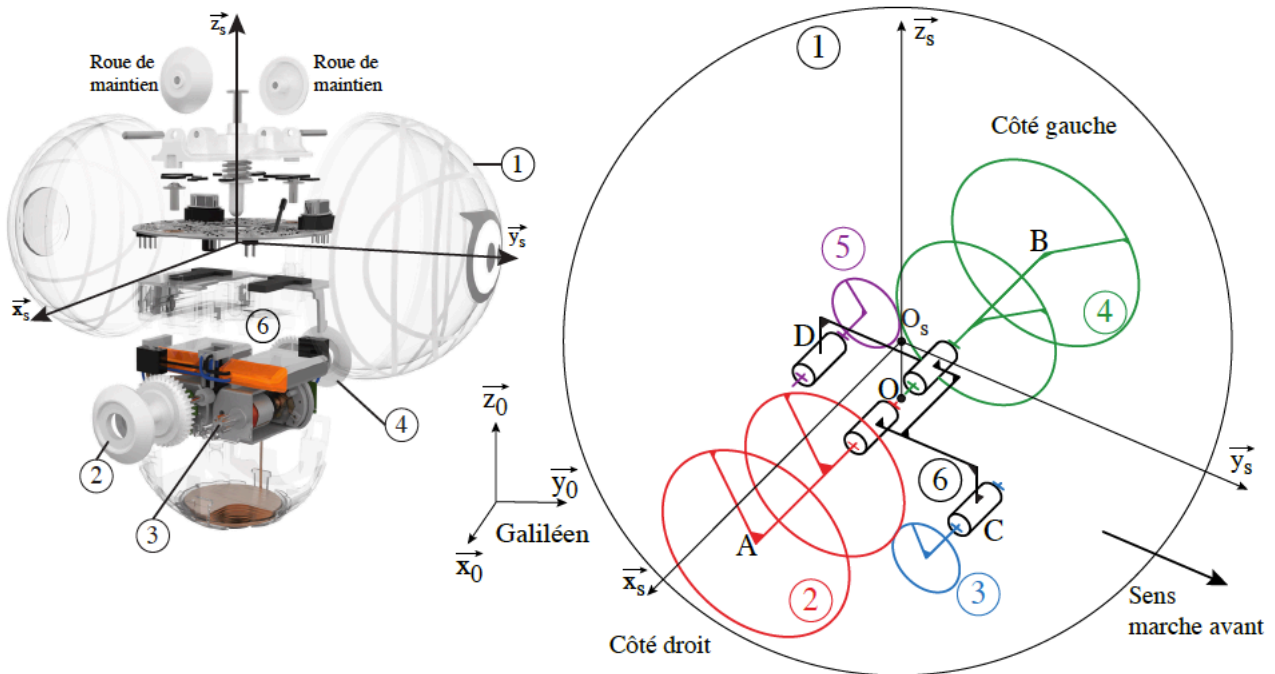 z_s
Roue de
maintien
Roue de
maintien
1
y_s
x_s
6
4
2
3
z_0
y_0
Galiléen
x_0
1
z_s
Côté gauche
B
5
4
D
O_s
O
A
6
C
y_s
x_s
2
3
Sens
marche avant
Côté droit